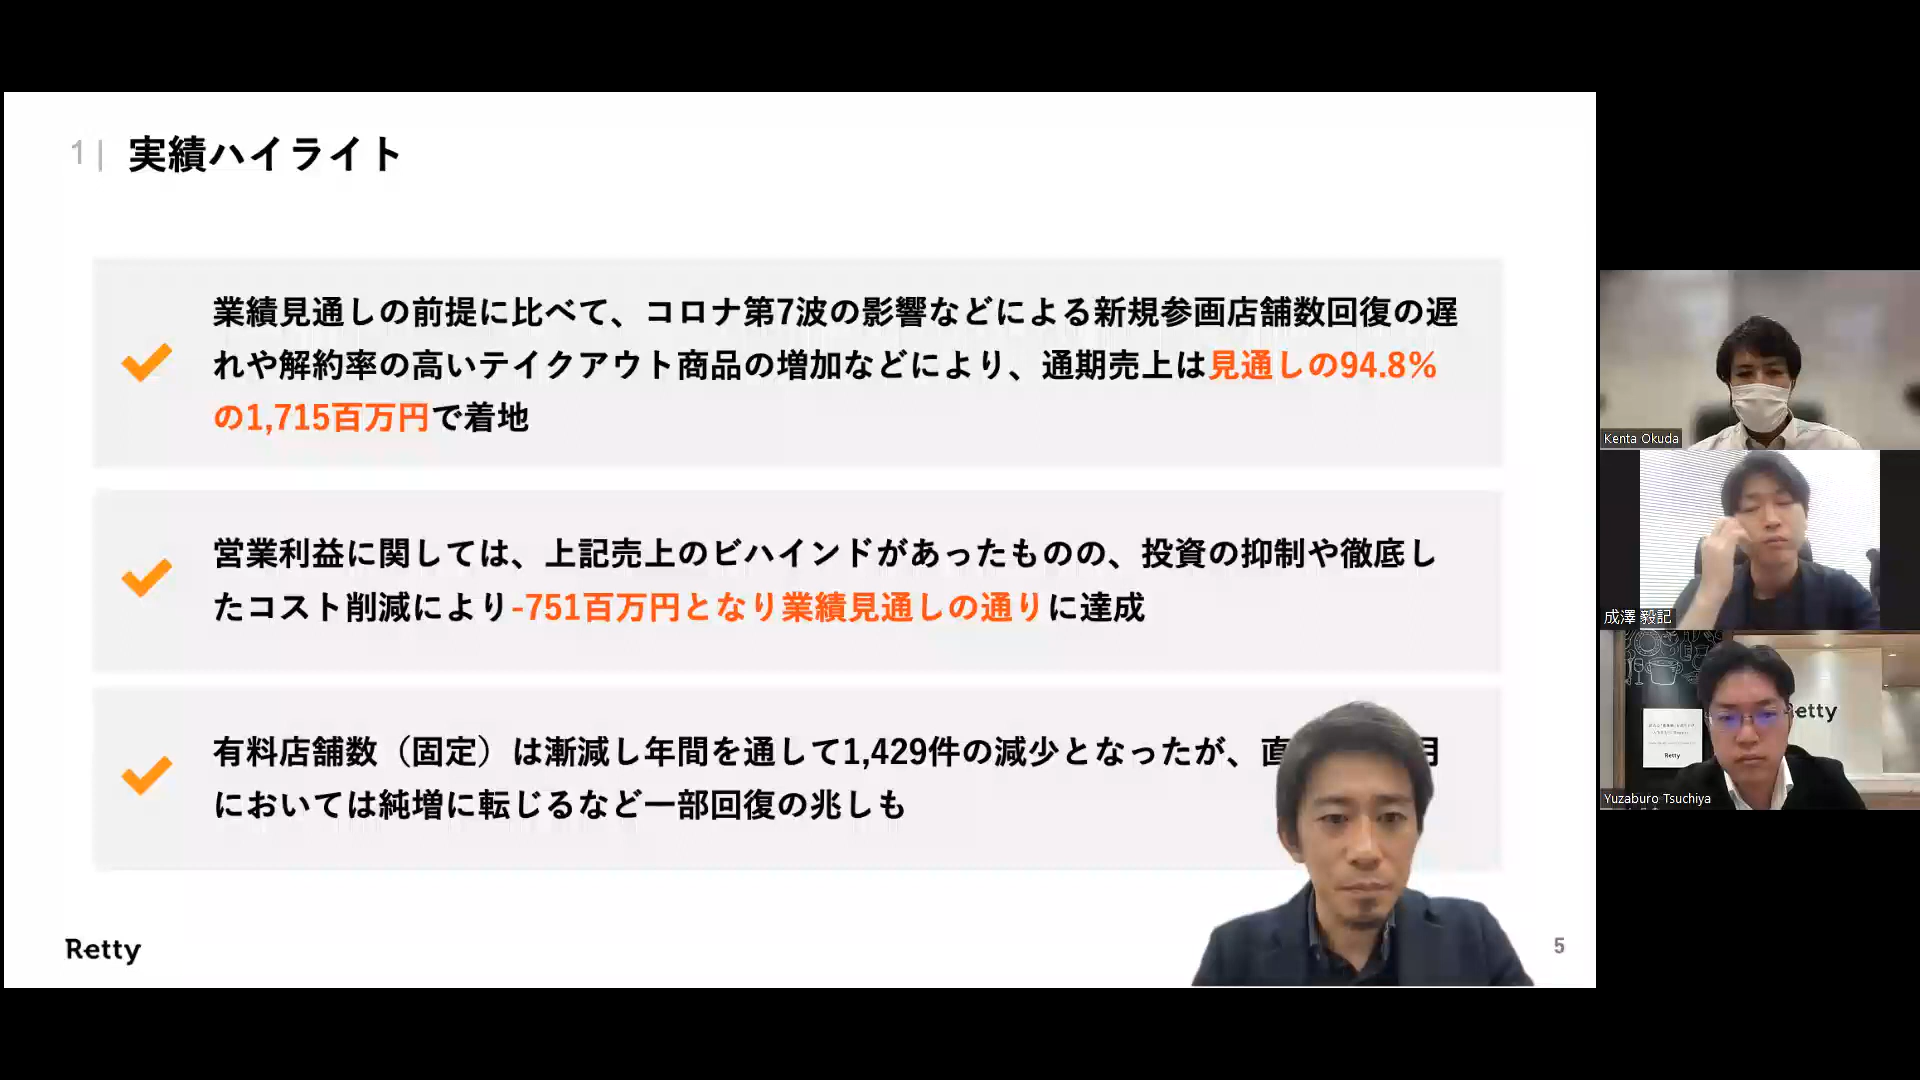 1| 実績ハイライト
業績見通しの前提に比べて、コロナ第7波の影響などによる新規参画店舗数回復の遅
れや解約率の高いテイクアウト商品の増加などにより、通期売上は見通しの94.8%
の1,715百万円で着地
営業利益に関しては、上記売上のビハインドがあったものの、投資の抑制や徹底し
たコスト削減により-751百万円となり業績見通しの通りに達成
有料店舗数（固定）は漸減し年間を通して1,429件の減少となったが、直 月
においては純増に転じるなど一部回復の兆しも
Retty
5
Kenta Okuda
成澤 毅記
Retty
Retty
Yuzaburo Tsuchiya